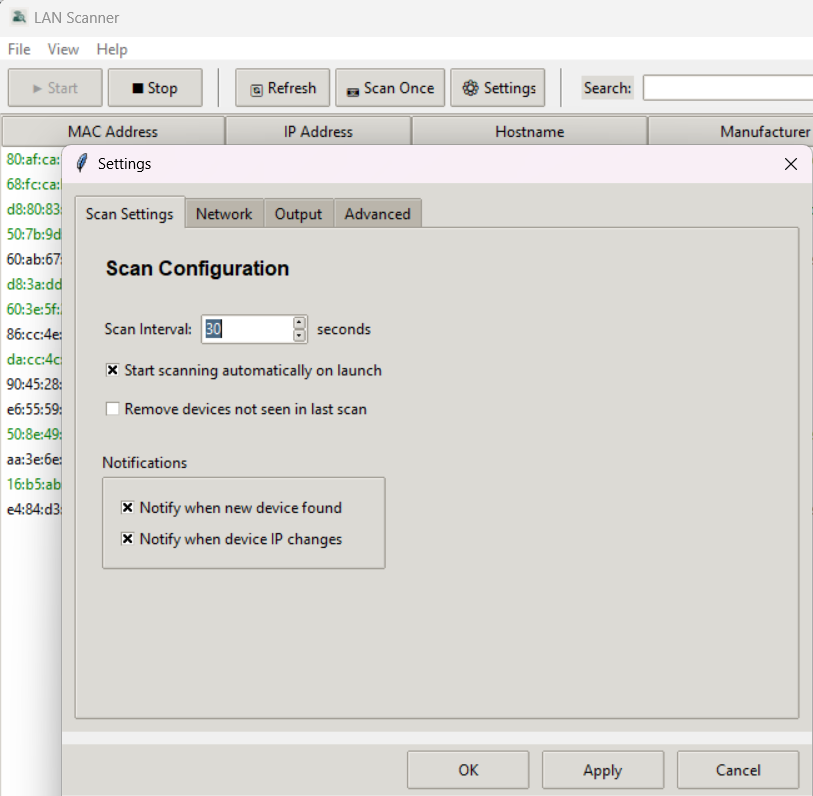 LAN Scanner
File View Help
Start Stop Refresh Scan Once Settings Search:
MAC Address IP Address Hostname Manufacturer
80:af:ca:
68:fc:ca:
d8:80:83:
50:7b:9d
60:ab:67:
d8:3a:dd
60:3e:5f:
86:cc:4e:
da:cc:4c:
90:45:28:
e6:55:59:
50:8e:49:
aa:3e:6e:
16:b5:ab
e4:84:d3:
Settings
Scan Settings Network Output Advanced
Scan Configuration
Scan Interval: 30 seconds
Start scanning automatically on launch
Remove devices not seen in last scan
Notifications
Notify when new device found
Notify when device IP changes
OK Apply Cancel